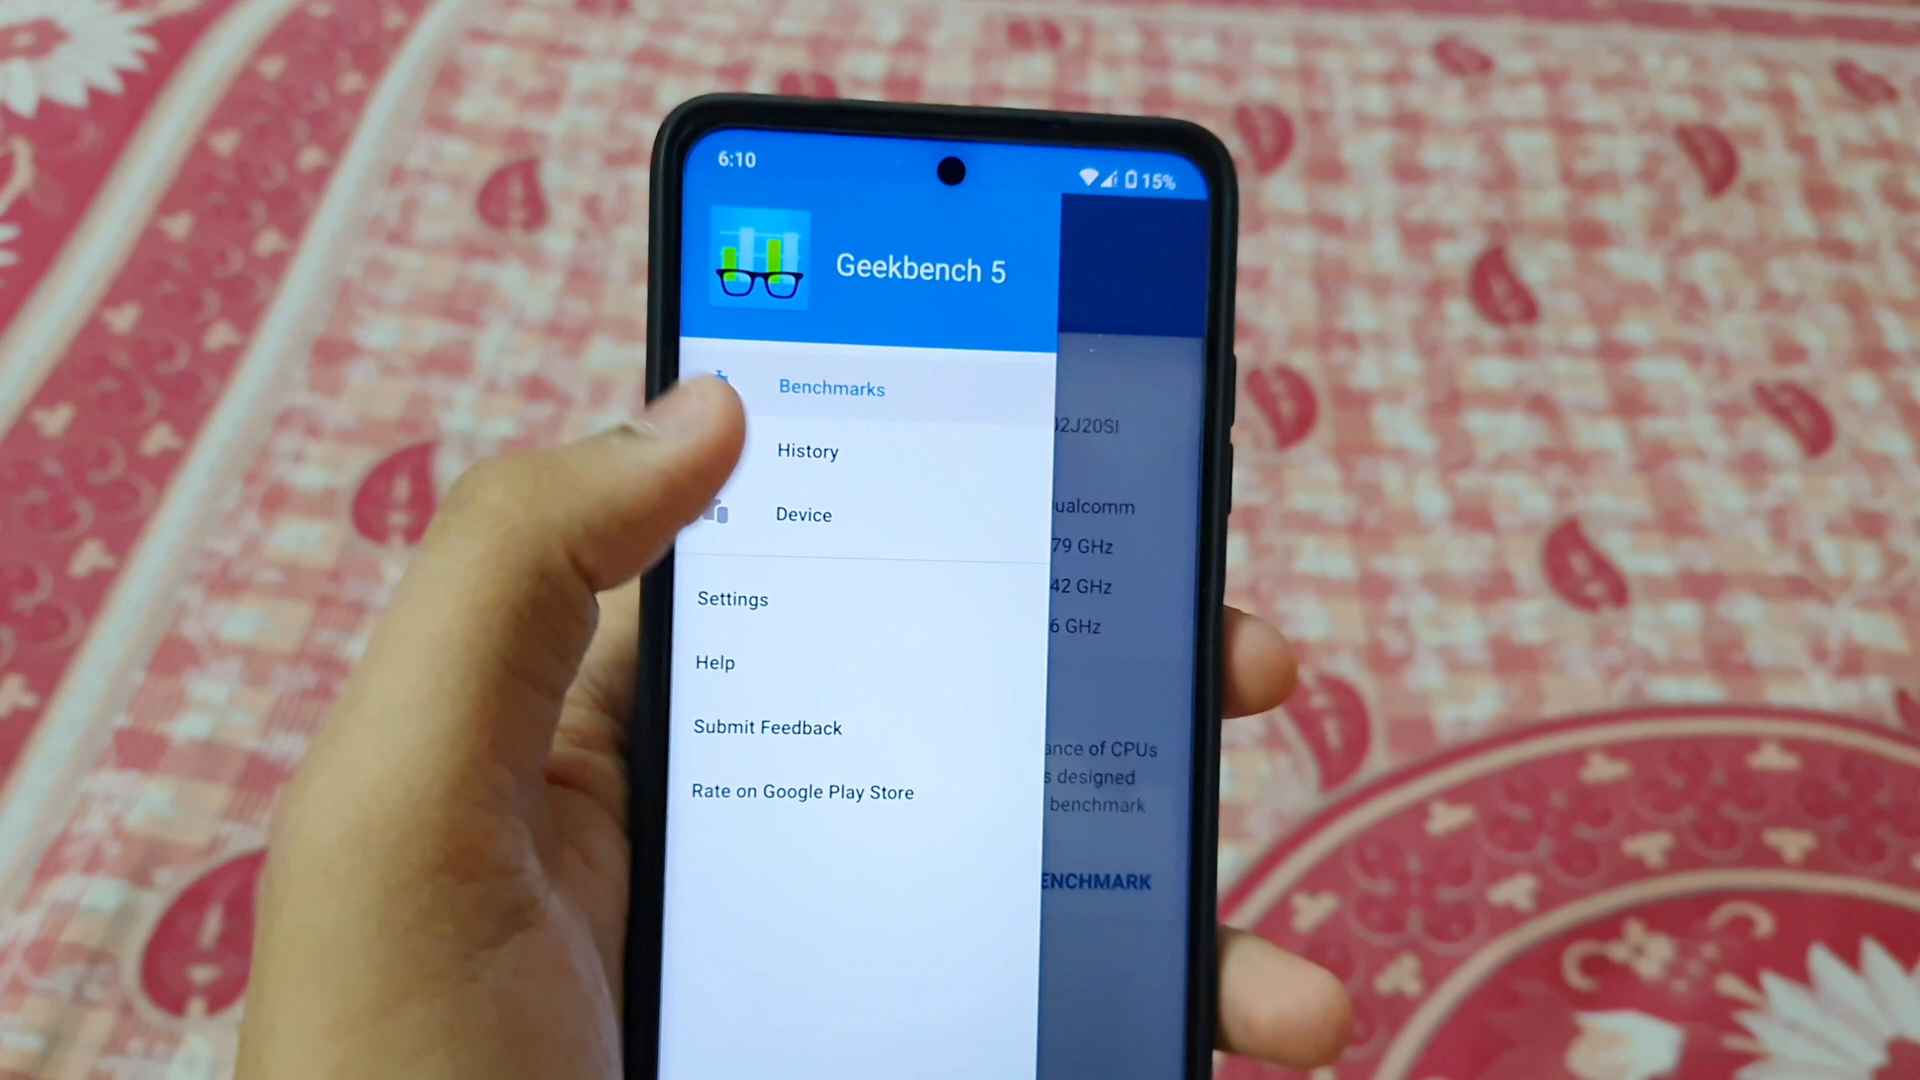 6:10
15%
Geekbench 5
Benchmarks
History
Device
Settings
Help
Submit Feedback
Rate on Google Play Store
2J20SI
ualcomm
79 GHz
42 GHz
6 GHz
ance of CPUs
s designed
benchmark
ENCHMARK